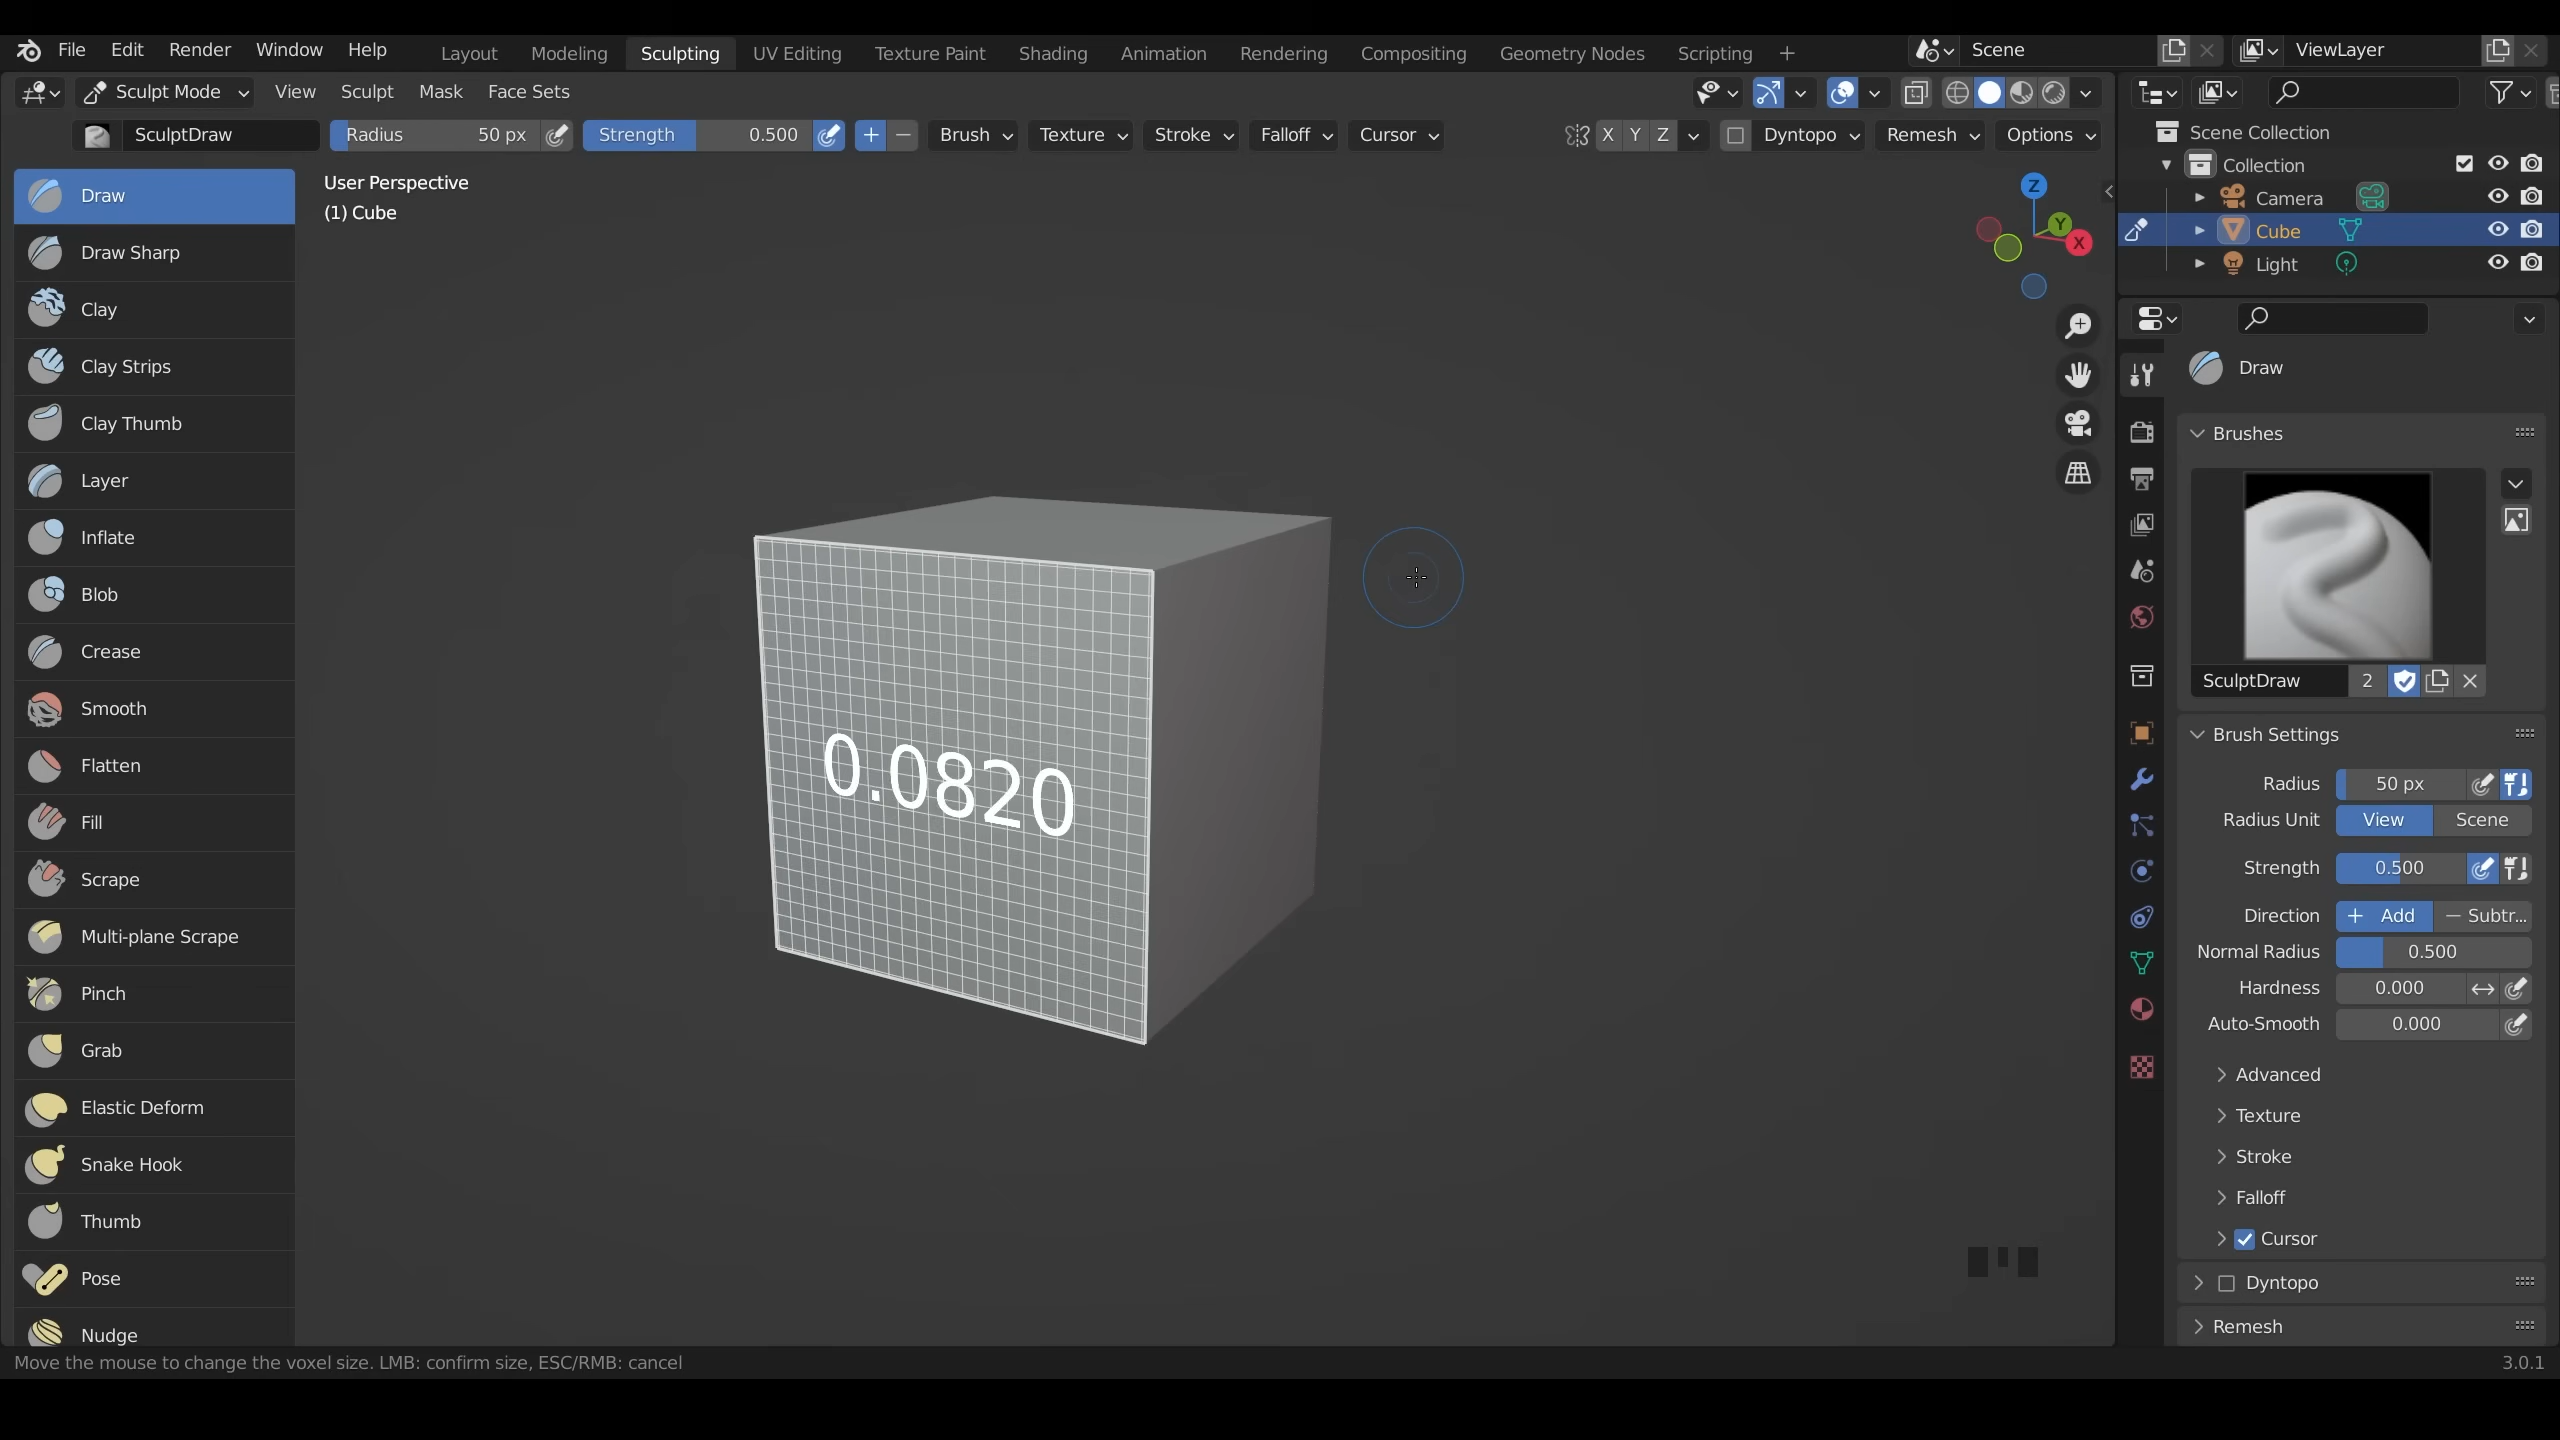 File Edit Render Window Help
Layout Modeling Sculpting UV Editing Texture Paint Shading Animation Rendering Compositing Geometry Nodes Scripting +
Scene
ViewLayer
Sculpt Mode View Sculpt Mask Face Sets
SculptDraw Radius 50 px Strength 0.500 + − Brush Texture Stroke Falloff Cursor
X Y Z Dyntopo Remesh Options
Draw
Draw Sharp
Clay
Clay Strips
Clay Thumb
Layer
Inflate
Blob
Crease
Smooth
Flatten
Fill
Scrape
Multi-plane Scrape
Pinch
Grab
Elastic Deform
Snake Hook
Thumb
Pose
Nudge
User Perspective
(1) Cube
Z
Y
X
0.0820
Scene Collection
Collection
Camera
Cube
Light
Draw
Brushes
SculptDraw 2
Brush Settings
Radius 50 px
Radius Unit View Scene
Strength 0.500
Direction + Add − Subtr...
Normal Radius 0.500
Hardness 0.000
Auto-Smooth 0.000
Advanced
Texture
Stroke
Falloff
Cursor
Dyntopo
Remesh
Move the mouse to change the voxel size. LMB: confirm size, ESC/RMB: cancel
3.0.1